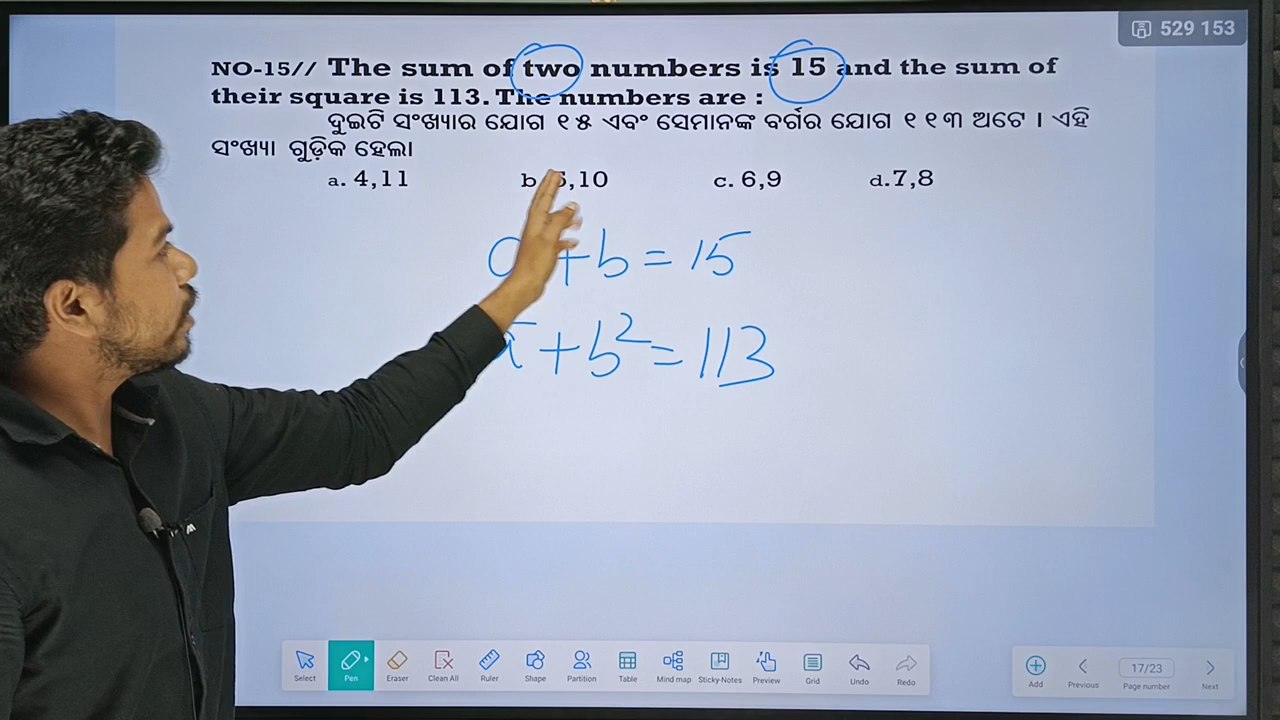 529 153
NO-15// The sum of two numbers is 15 and the sum of
their square is 113. The numbers are :
ଦୁଇଟି ସଂଖ୍ୟାର ଯୋଗ ୧୫ ଏବଂ ସେମାନଙ୍କ ବର୍ଗର ଯୋଗ ୧୧୩ ଅଟେ । ଏହି
ସଂଖ୍ୟା ଗୁଡ଼ିକ ହେଲା
a. 4,11 b. 5,10 c. 6,9 d.7,8
a+b=15
+b²=113
Select Pen Eraser Clean All Ruler Shape Partition Table Mind map Sticky-Notes Preview Grid Undo Redo
17/23
Add Previous Page number Next